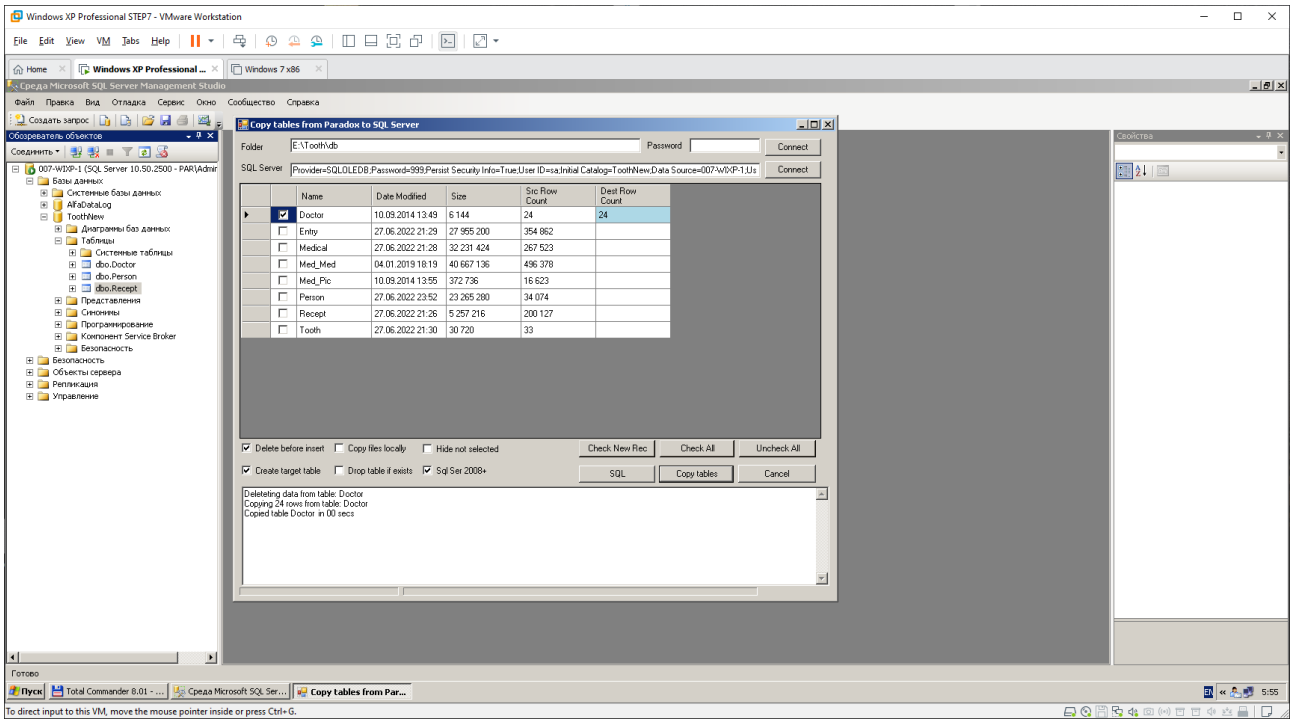 Windows XP Professional STEP7 - VMware Workstation
File Edit View VM Tabs Help
Home Windows XP Professional ... Windows 7 x86
Среда Microsoft SQL Server Management Studio
Файл Правка Вид Отладка Сервис Окно Сообщество Справка
Создать запрос
Обозреватель объектов
Соединить
007-WIXP-1 (SQL Server 10.50.2500 - PAR\Admir
Базы данных
Системные базы данных
AlfaDataLog
ToothNew
Диаграммы баз данных
Таблицы
Системные таблицы
dbo.Doctor
dbo.Person
dbo.Recept
Представления
Синонимы
Программирование
Компонент Service Broker
Безопасность
Безопасность
Объекты сервера
Репликация
Управление
Copy tables from Paradox to SQL Server
Folder E:\Tooth\db Password Connect
SQL Server Provider=SQLOLEDB;Password=999;Persist Security Info=True;User ID=sa;Initial Catalog=ToothNew;Data Source=007-WIXP-1;Us Connect
Name Date Modified Size Src Row Count Dest Row Count
Doctor 10.09.2014 13:49 6 144 24 24
Entry 27.06.2022 21:29 27 955 200 354 862
Medical 27.06.2022 21:28 32 231 424 267 523
Med_Med 04.01.2019 18:19 40 667 136 496 378
Med_Pic 10.09.2014 13:55 372 736 16 623
Person 27.06.2022 23:52 23 265 280 34 074
Recept 27.06.2022 21:26 5 257 216 200 127
Tooth 27.06.2022 21:30 30 720 33
Delete before insert Copy files locally Hide not selected Check New Rec Check All Uncheck All
Create target table Drop table if exists Sql Ser 2008+ SQL Copy tables Cancel
Deleteting data from table: Doctor
Copying 24 rows from table: Doctor
Copied table Doctor in 00 secs
Свойства
Готово
Пуск Total Commander 8.01 - ... Среда Microsoft SQL Ser... Copy tables from Par... EN 5:55
To direct input to this VM, move the mouse pointer inside or press Ctrl+G.